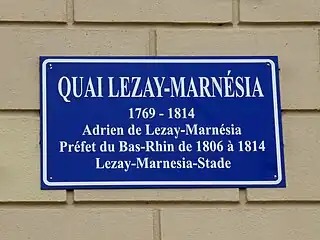 QUAI LEZAY-MARNÉSIA
1769 - 1814
Adrien de Lezay-Marnésia
Préfet du Bas-Rhin de 1806 à 1814
Lezay-Marnesia-Stade